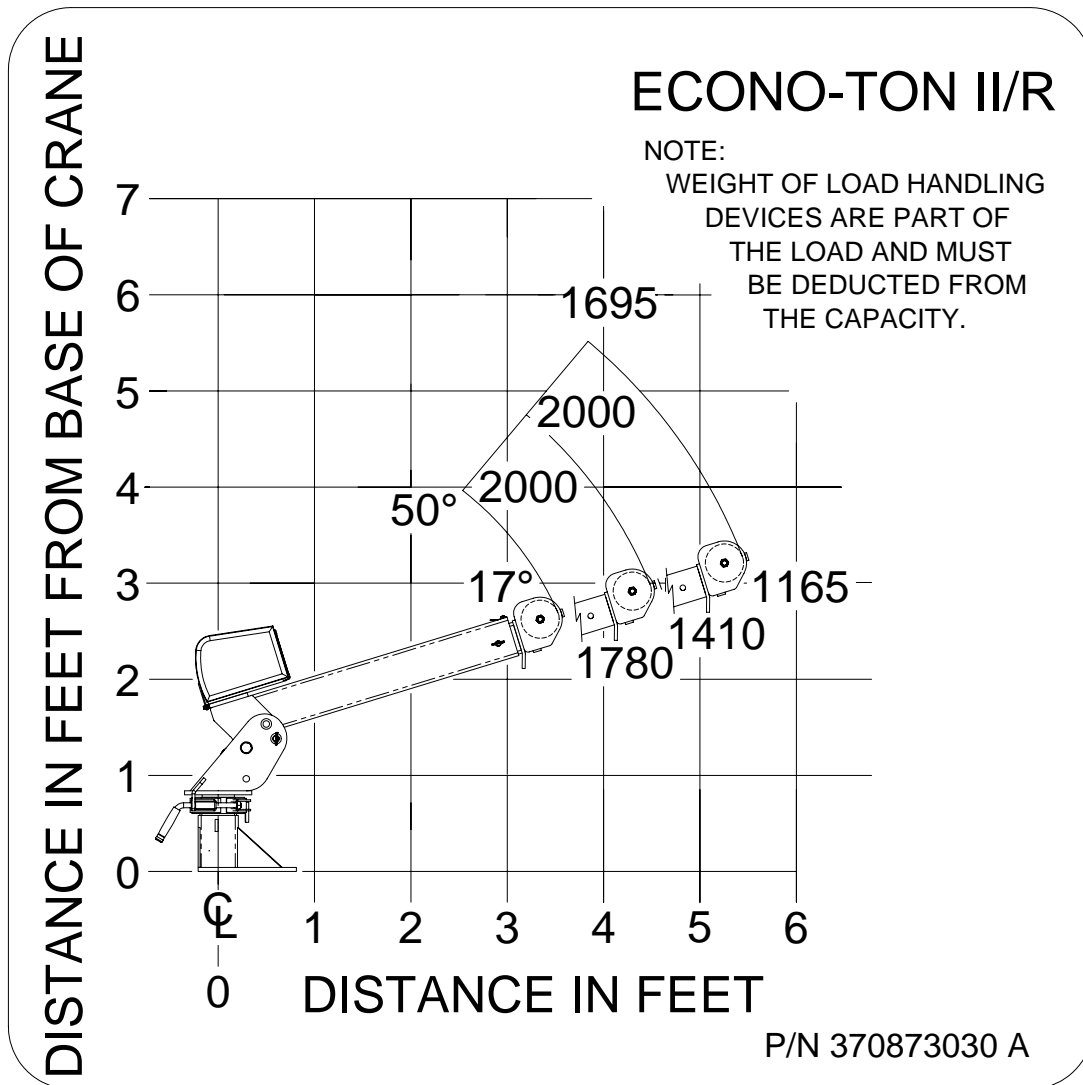 DISTANCE IN FEET FROM BASE OF CRANE
ECONO-TON II/R
NOTE:
WEIGHT OF LOAD HANDLING
DEVICES ARE PART OF
THE LOAD AND MUST
BE DEDUCTED FROM
THE CAPACITY.
7
6
1695
5
2000
4
50°
2000
3
17°
1165
1410
1780
2
1
0
℄
1
2
3
4
5
6
0
DISTANCE IN FEET
P/N 370873030 A